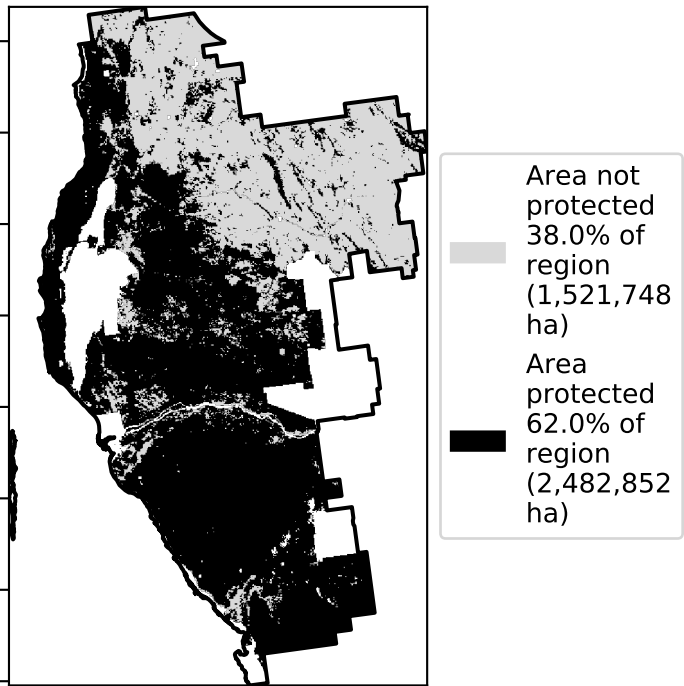 Area not
protected
38.0% of
region
(1,521,748
ha)
Area
protected
62.0% of
region
(2,482,852
ha)